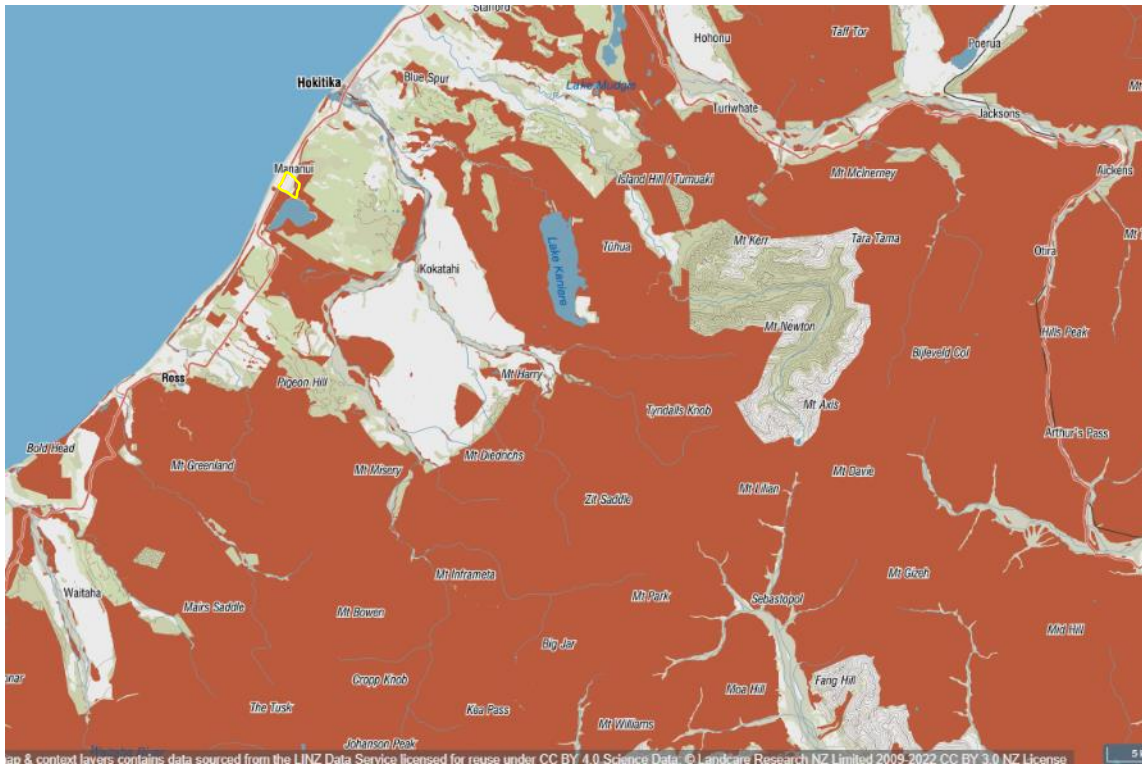 Stafford
Hohonu
Taff Tor
Poerua
Hokitika
Blue Spur
Lake Mudgie
Turiwhate
Jacksons
Mananui
Island Hill / Tumuaki
Mt McInerney
Aickens
Mt Kerr
Tara Tama
Tūhua
Otira
Kokatahi
Lake Kaniere
Mt Newton
Hills Peak
Bijleveld Col
Ross
Pigeon Hill
Mt Harry
Tyndalls Knob
Mt Axis
Arthur's Pass
Bold Head
Mt Greenland
Mt Misery
Mt Diedrichs
Mt Davie
Zit Saddle
Mt Lilian
Mt Inframeta
Mt Gizeh
Waitaha
Mairs Saddle
Mt Bowen
Mt Park
Sebastopol
Big Jar
Mid Hill
Cropp Knob
Moa Hill
Fang Hill
The Tusk
Kea Pass
Mt Williams
Johanson Peak
ap & context layers contains data sourced from the LINZ Data Service licensed for reuse under CC BY 4.0 Science Data. © Landcare Research NZ Limited 2009-2022 CC BY 3.0 NZ License